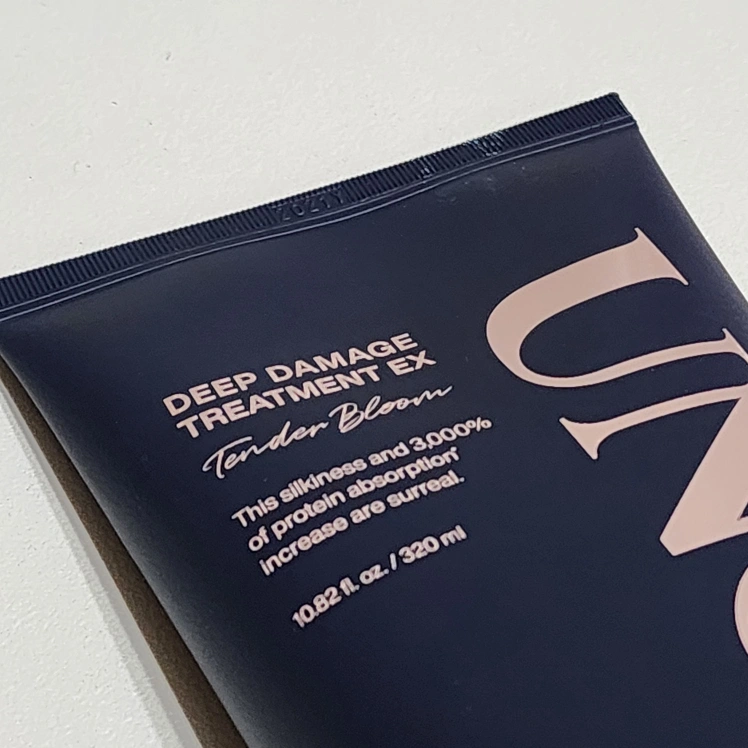 DEEP DAMAGE
TREATMENT EX
Tender Bloom
This silkiness and 3,000%
of protein absorption*
increase are surreal.
10.82 fl. oz. / 320 ml
UN